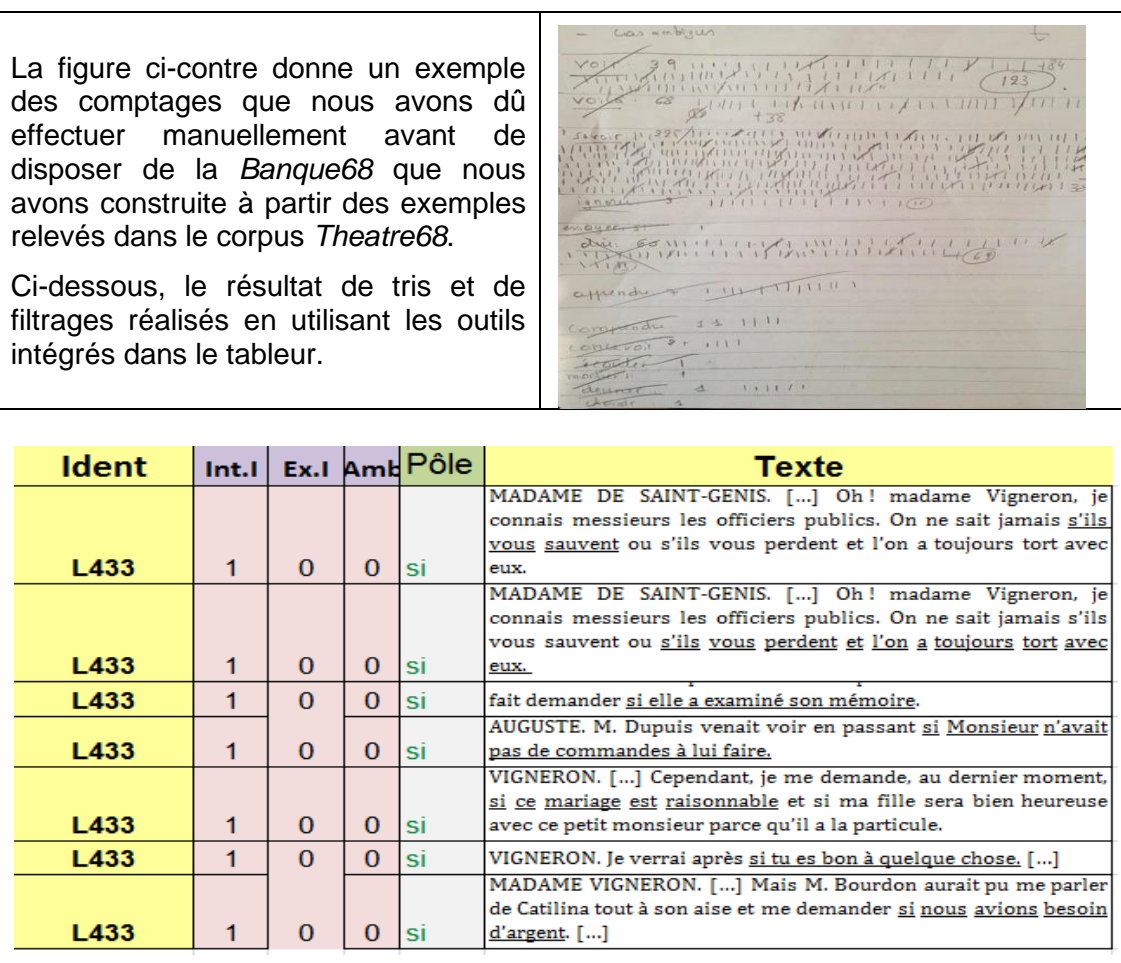 La figure ci-contre donne un exemple
des comptages que nous avons dû
effectuer manuellement avant de
disposer de la Banque68 que nous
avons construite à partir des exemples
relevés dans le corpus Theatre68.
Ci-dessous, le résultat de tris et de
filtrages réalisés en utilisant les outils
intégrés dans le tableur.
- Cas ambigus
voir 39 +84
123
voilà 68
+38
savoir 225
ignorer
dire 60
69
apprendre
comprendre
concevoir
écouter
deviner
Ident Int.I Ex.I Amb Pôle Texte
MADAME DE SAINT-GENIS. [...] Oh ! madame Vigneron, je
connais messieurs les officiers publics. On ne sait jamais s'ils
vous sauvent ou s'ils vous perdent et l'on a toujours tort avec
L433 1 0 0 si eux.
MADAME DE SAINT-GENIS. [...] Oh ! madame Vigneron, je
connais messieurs les officiers publics. On ne sait jamais s'ils
vous sauvent ou s'ils vous perdent et l'on a toujours tort avec
L433 1 0 0 si eux.
L433 1 0 0 si fait demander si elle a examiné son mémoire.
AUGUSTE. M. Dupuis venait voir en passant si Monsieur n'avait
L433 1 0 0 si pas de commandes à lui faire.
VIGNERON. [...] Cependant, je me demande, au dernier moment,
si ce mariage est raisonnable et si ma fille sera bien heureuse
L433 1 0 0 si avec ce petit monsieur parce qu'il a la particule.
L433 1 0 0 si VIGNERON. Je verrai après si tu es bon à quelque chose. [...]
MADAME VIGNERON. [...] Mais M. Bourdon aurait pu me parler
de Catilina tout à son aise et me demander si nous avions besoin
L433 1 0 0 si d'argent. [...]